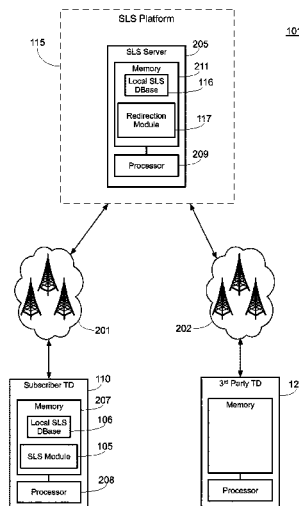 SLS Platform
115
101
SLS Server
205
Memory
211
Local SLS
DBase
116
Redirection
Module
117
Processor
209
201
202
Subscriber TD
110
Memory
207
Local SLS
DBase
106
SLS Module
105
Processor
208
3rd Party TD
Memory
Processor